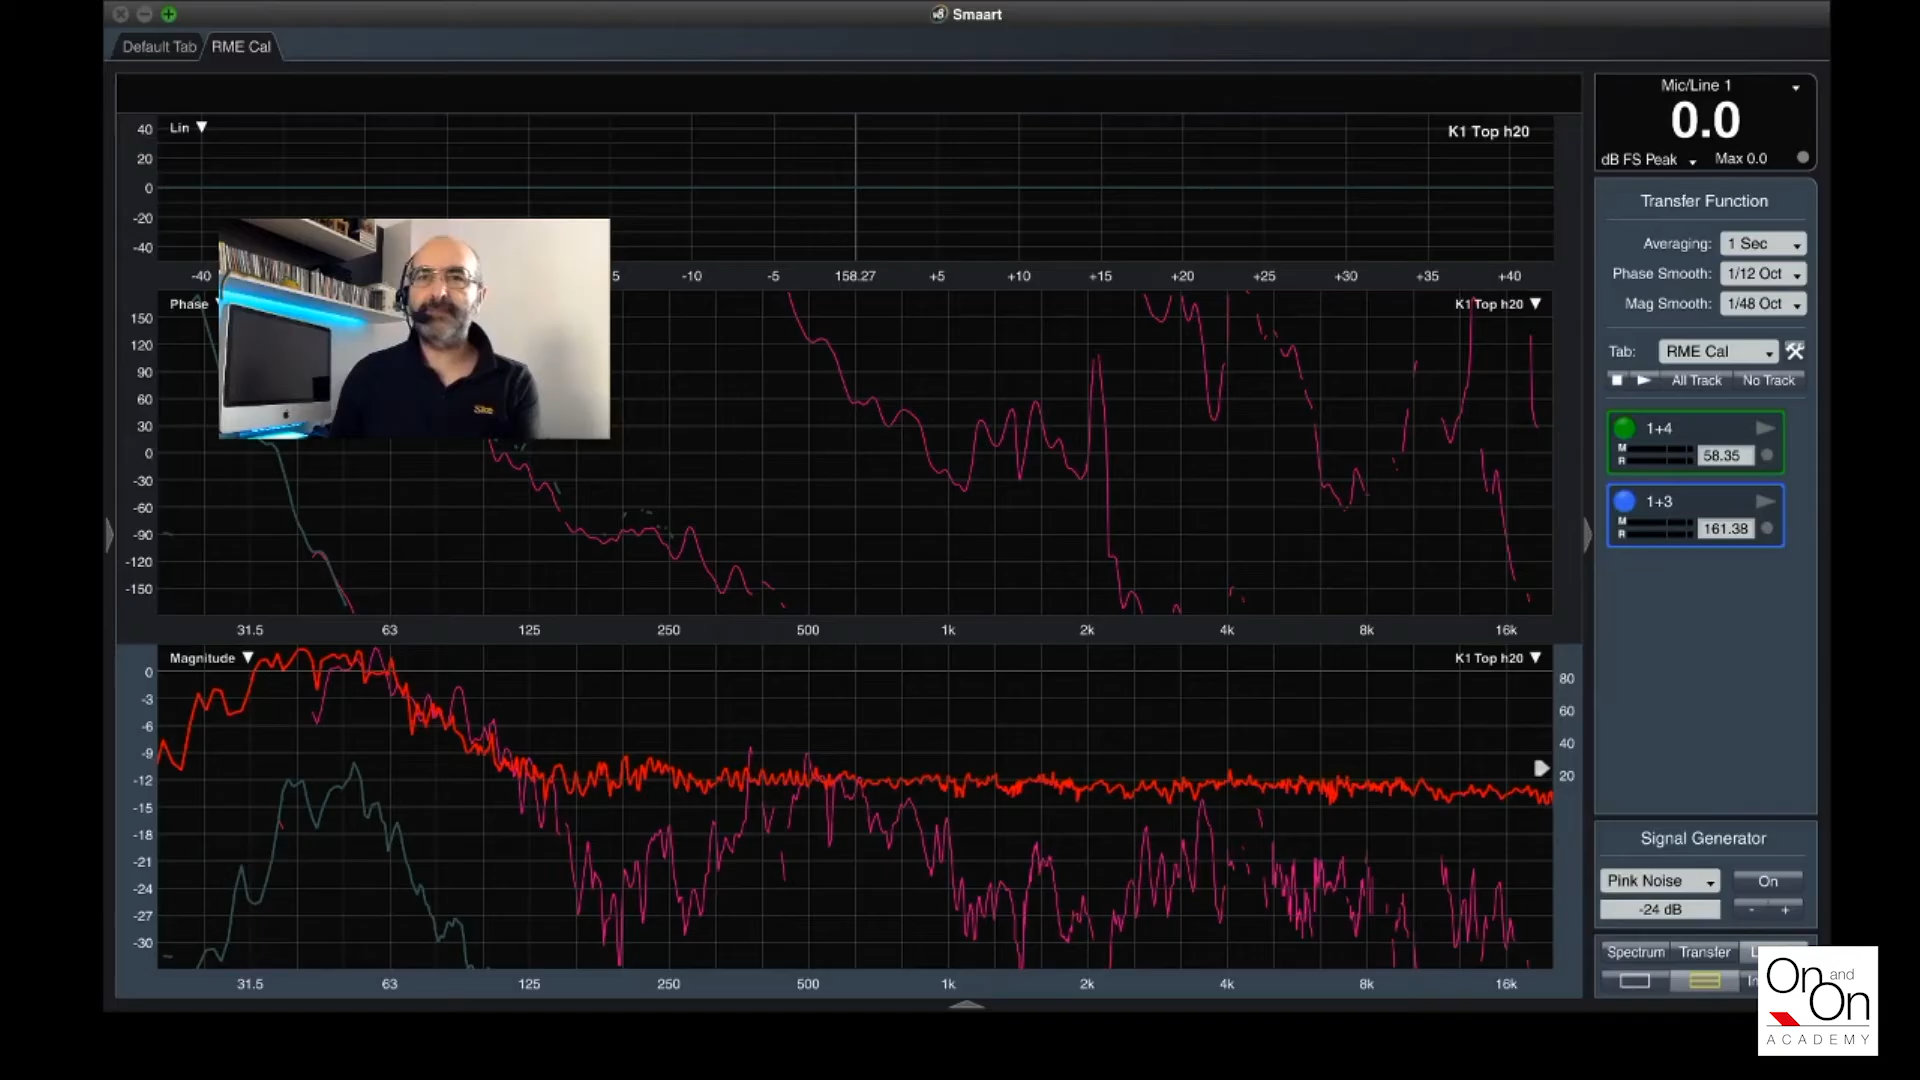 v8 Smaart
Default Tab RME Cal
Lin
K1 Top h20
40
20
0
-20
-40
-40 5 -10 -5 158.27 +5 +10 +15 +20 +25 +30 +35 +40
Phase
K1 Top h20
150
120
90
60
30
0
-30
-60
-90
-120
-150
31.5 63 125 250 500 1k 2k 4k 8k 16k
Magnitude
K1 Top h20
0
-3
-6
-9
-12
-15
-18
-21
-24
-27
-30
80
60
40
20
31.5 63 125 250 500 1k 2k 4k 8k 16k
Mic/Line 1
0.0
dB FS Peak Max 0.0
Transfer Function
Averaging: 1 Sec
Phase Smooth: 1/12 Oct
Mag Smooth: 1/48 Oct
Tab: RME Cal
All Track No Track
1+4
M
R
58.35
1+3
M
R
161.38
Signal Generator
Pink Noise On
-24 dB - +
Spectrum Transfer L
In
On and
On
ACADEMY